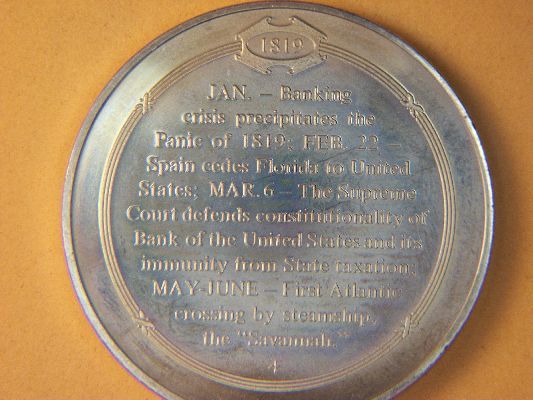 1819
JAN. – Banking
crisis precipitates the
Panic of 1819; FEB. 22 –
Spain cedes Florida to United
States; MAR. 6 – The Supreme
Court defends constitutionality of
Bank of the United States and its
immunity from State taxation;
MAY-JUNE – First Atlantic
crossing by steamship,
the "Savannah."